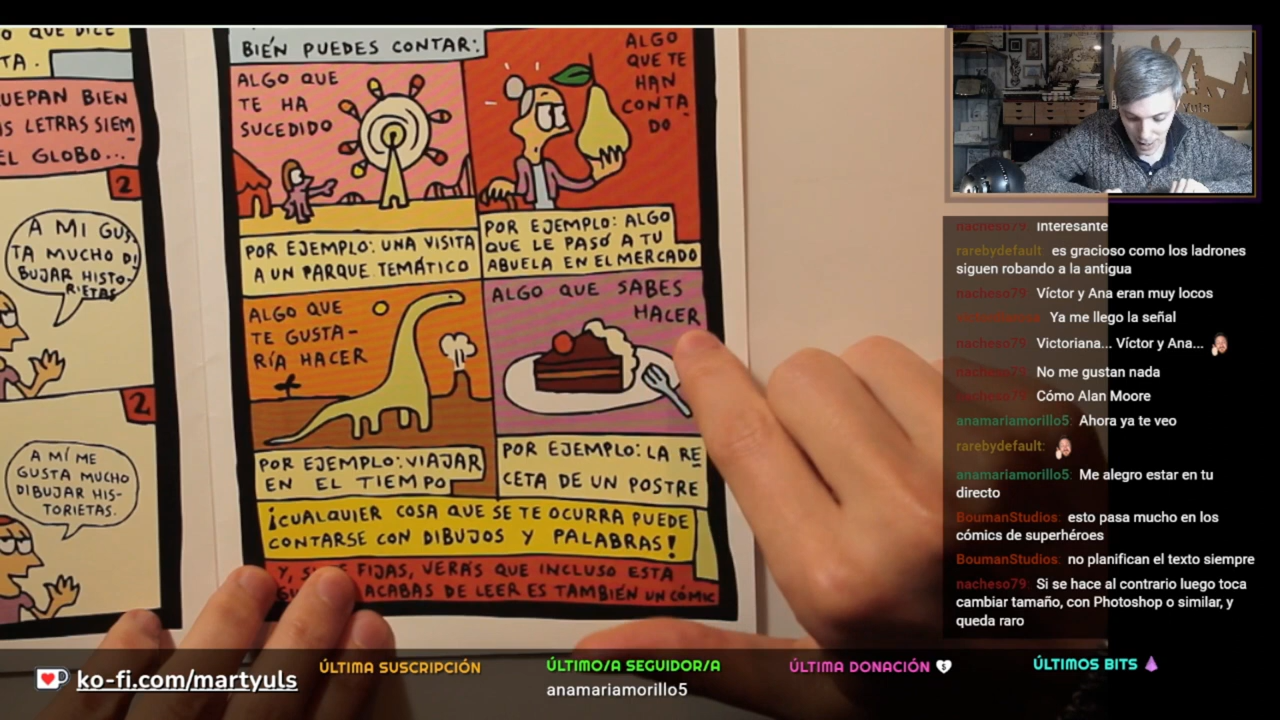 O QUE DICE
TA.
UEPAN BIEN
S LETRAS SIEM
EL GLOBO...
2
A MI GUS
TA MUCHO DI
BUJAR HISTO-
RIETAS
2
A MÍ ME
GUSTA MUCHO
DIBUJAR HIS-
TORIETAS.
BIÉN PUEDES CONTAR:
ALGO QUE
TE HA
SUCEDIDO
POR EJEMPLO: UNA VISITA
A UN PARQUE TEMÁTICO
ALGO
QUE TE
HAN
CONTA
DO
POR EJEMPLO: ALGO
QUE LE PASÓ A TU
ABUELA EN EL MERCADO
ALGO QUE
TE GUSTA-
RÍA HACER
POR EJEMPLO: VIAJAR
EN EL TIEMPO
ALGO QUE SABES
HACER
POR EJEMPLO: LA RE
CETA DE UN POSTRE
¡CUALQUIER COSA QUE SE TE OCURRA PUEDE
CONTARSE CON DIBUJOS Y PALABRAS!
Y, FIJAS, VERÁS QUE INCLUSO ESTA
ACABAS DE LEER ES TAMBIÉN UN CÓMIC
nacheso79: interesante
rarebydefault: es gracioso como los ladrones
siguen robando a la antigua
nacheso79: Víctor y Ana eran muy locos
Ya me llego la señal
nacheso79: Victoriana... Víctor y Ana...
nacheso79: No me gustan nada
nacheso79: Cómo Alan Moore
anamariamorillo5: Ahora ya te veo
rarebydefault:
anamariamorillo5: Me alegro estar en tu
directo
BoumanStudios: esto pasa mucho en los
cómics de superhéroes
BoumanStudios: no planifican el texto siempre
nacheso79: Si se hace al contrario luego toca
cambiar tamaño, con Photoshop o similar, y
queda raro
ko-fi.com/martyuls
ÚLTIMA SUSCRIPCIÓN
ÚLTIMO/A SEGUIDOR/A
anamariamorillo5
ÚLTIMA DONACIÓN
ÚLTIMOS BITS